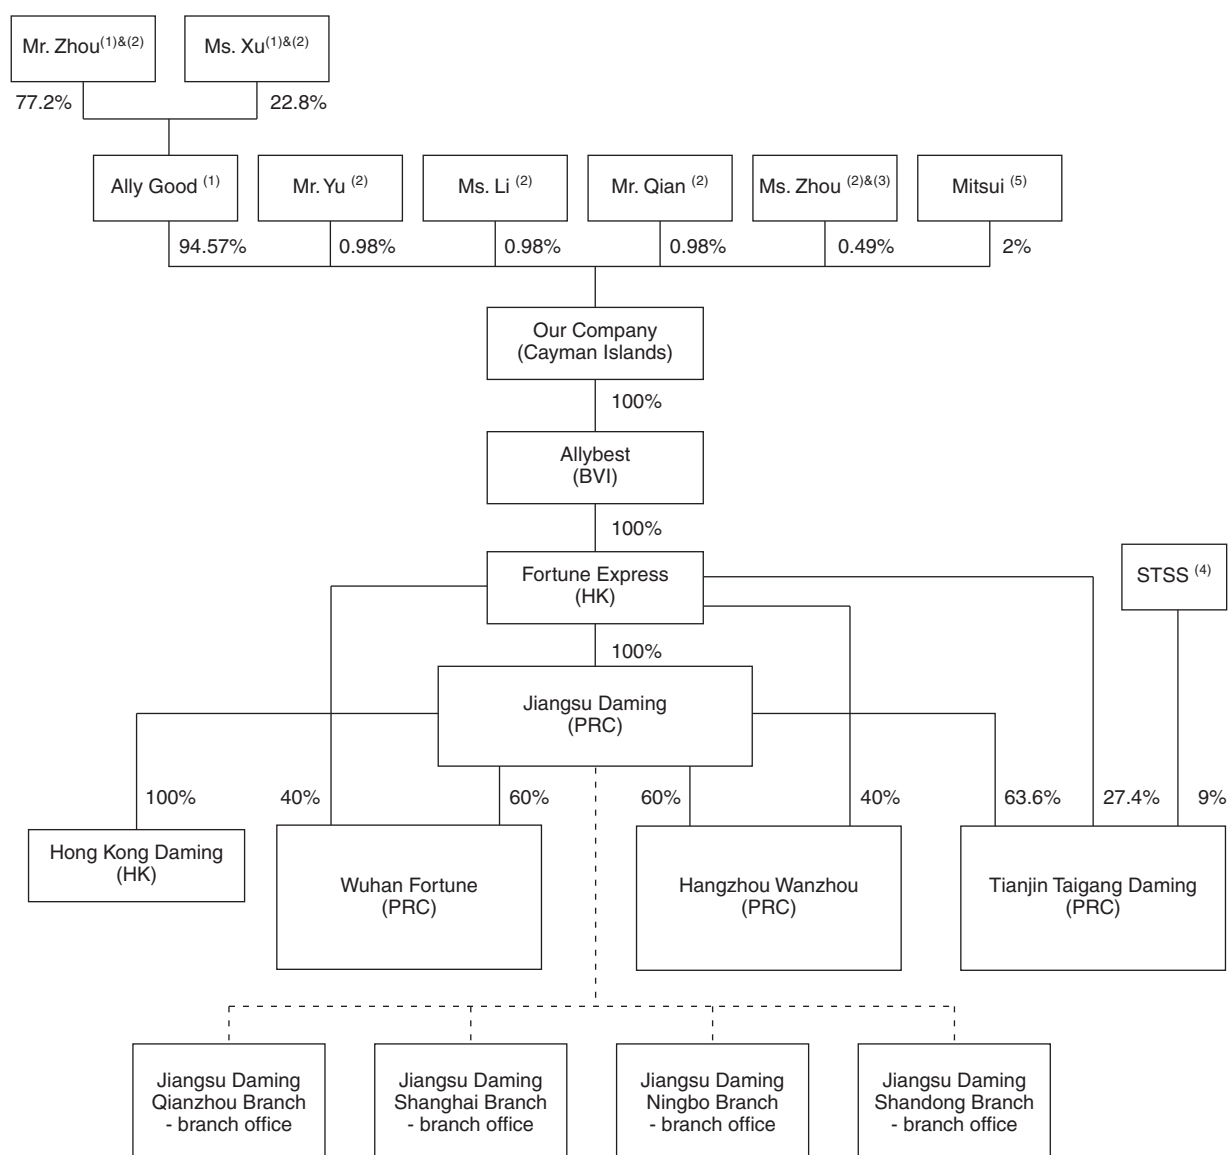 Mr. Zhou(1)&(2)
Ms. Xu(1)&(2)
77.2%
22.8%
Ally Good (1)
Mr. Yu (2)
Ms. Li (2)
Mr. Qian (2)
Ms. Zhou (2)&(3)
Mitsui (5)
94.57%
0.98%
0.98%
0.98%
0.49%
2%
Our Company
(Cayman Islands)
100%
Allybest
(BVI)
100%
Fortune Express
(HK)
STSS (4)
100%
Jiangsu Daming
(PRC)
100%
40%
60%
60%
40%
63.6%
27.4%
9%
Hong Kong Daming
(HK)
Wuhan Fortune
(PRC)
Hangzhou Wanzhou
(PRC)
Tianjin Taigang Daming
(PRC)
Jiangsu Daming
Qianzhou Branch
- branch office
Jiangsu Daming
Shanghai Branch
- branch office
Jiangsu Daming
Ningbo Branch
- branch office
Jiangsu Daming
Shandong Branch
- branch office